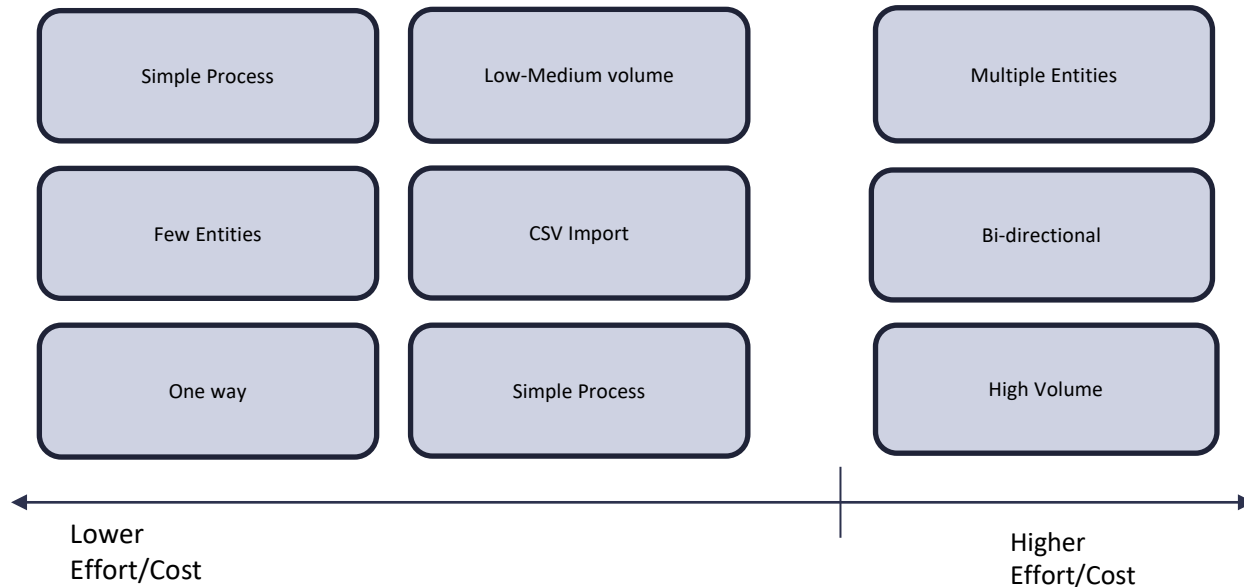 Simple Process
Low-Medium volume
Multiple Entities
Few Entities
CSV Import
Bi-directional
One way
Simple Process
High Volume
Lower
Effort/Cost
Higher
Effort/Cost